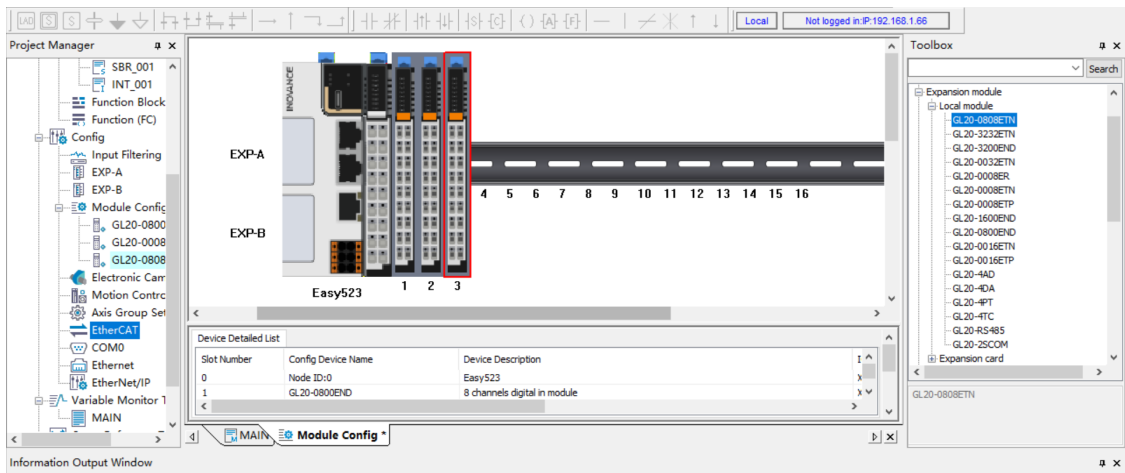 LAD S S
{S} {C} ( ) {A} {F}
Local Not logged in:IP:192.168.1.66
Project Manager
SBR_001
INT_001
Function Block
Function (FC)
Config
Input Filtering
EXP-A
EXP-B
Module Config
GL20-0800
GL20-0008
GL20-0808
Electronic Cam
Motion Contro
Axis Group Set
EtherCAT
COM0
Ethernet
EtherNet/IP
Variable Monitor T
MAIN
INOVANCE
EXP-A
EXP-B
4 5 6 7 8 9 10 11 12 13 14 15 16
Easy523 1 2 3
Device Detailed List
Slot Number Config Device Name Device Description
0 Node ID:0 Easy523
1 GL20-0800END 8 channels digital in module
MAIN Module Config *
Toolbox
Search
Expansion module
Local module
GL20-0808ETN
GL20-3232ETN
GL20-3200END
GL20-0032ETN
GL20-0008ER
GL20-0008ETN
GL20-0008ETP
GL20-1600END
GL20-0800END
GL20-0016ETN
GL20-0016ETP
GL20-4AD
GL20-4DA
GL20-4PT
GL20-4TC
GL20-RS485
GL20-2SCOM
Expansion card
GL20-0808ETN
Information Output Window